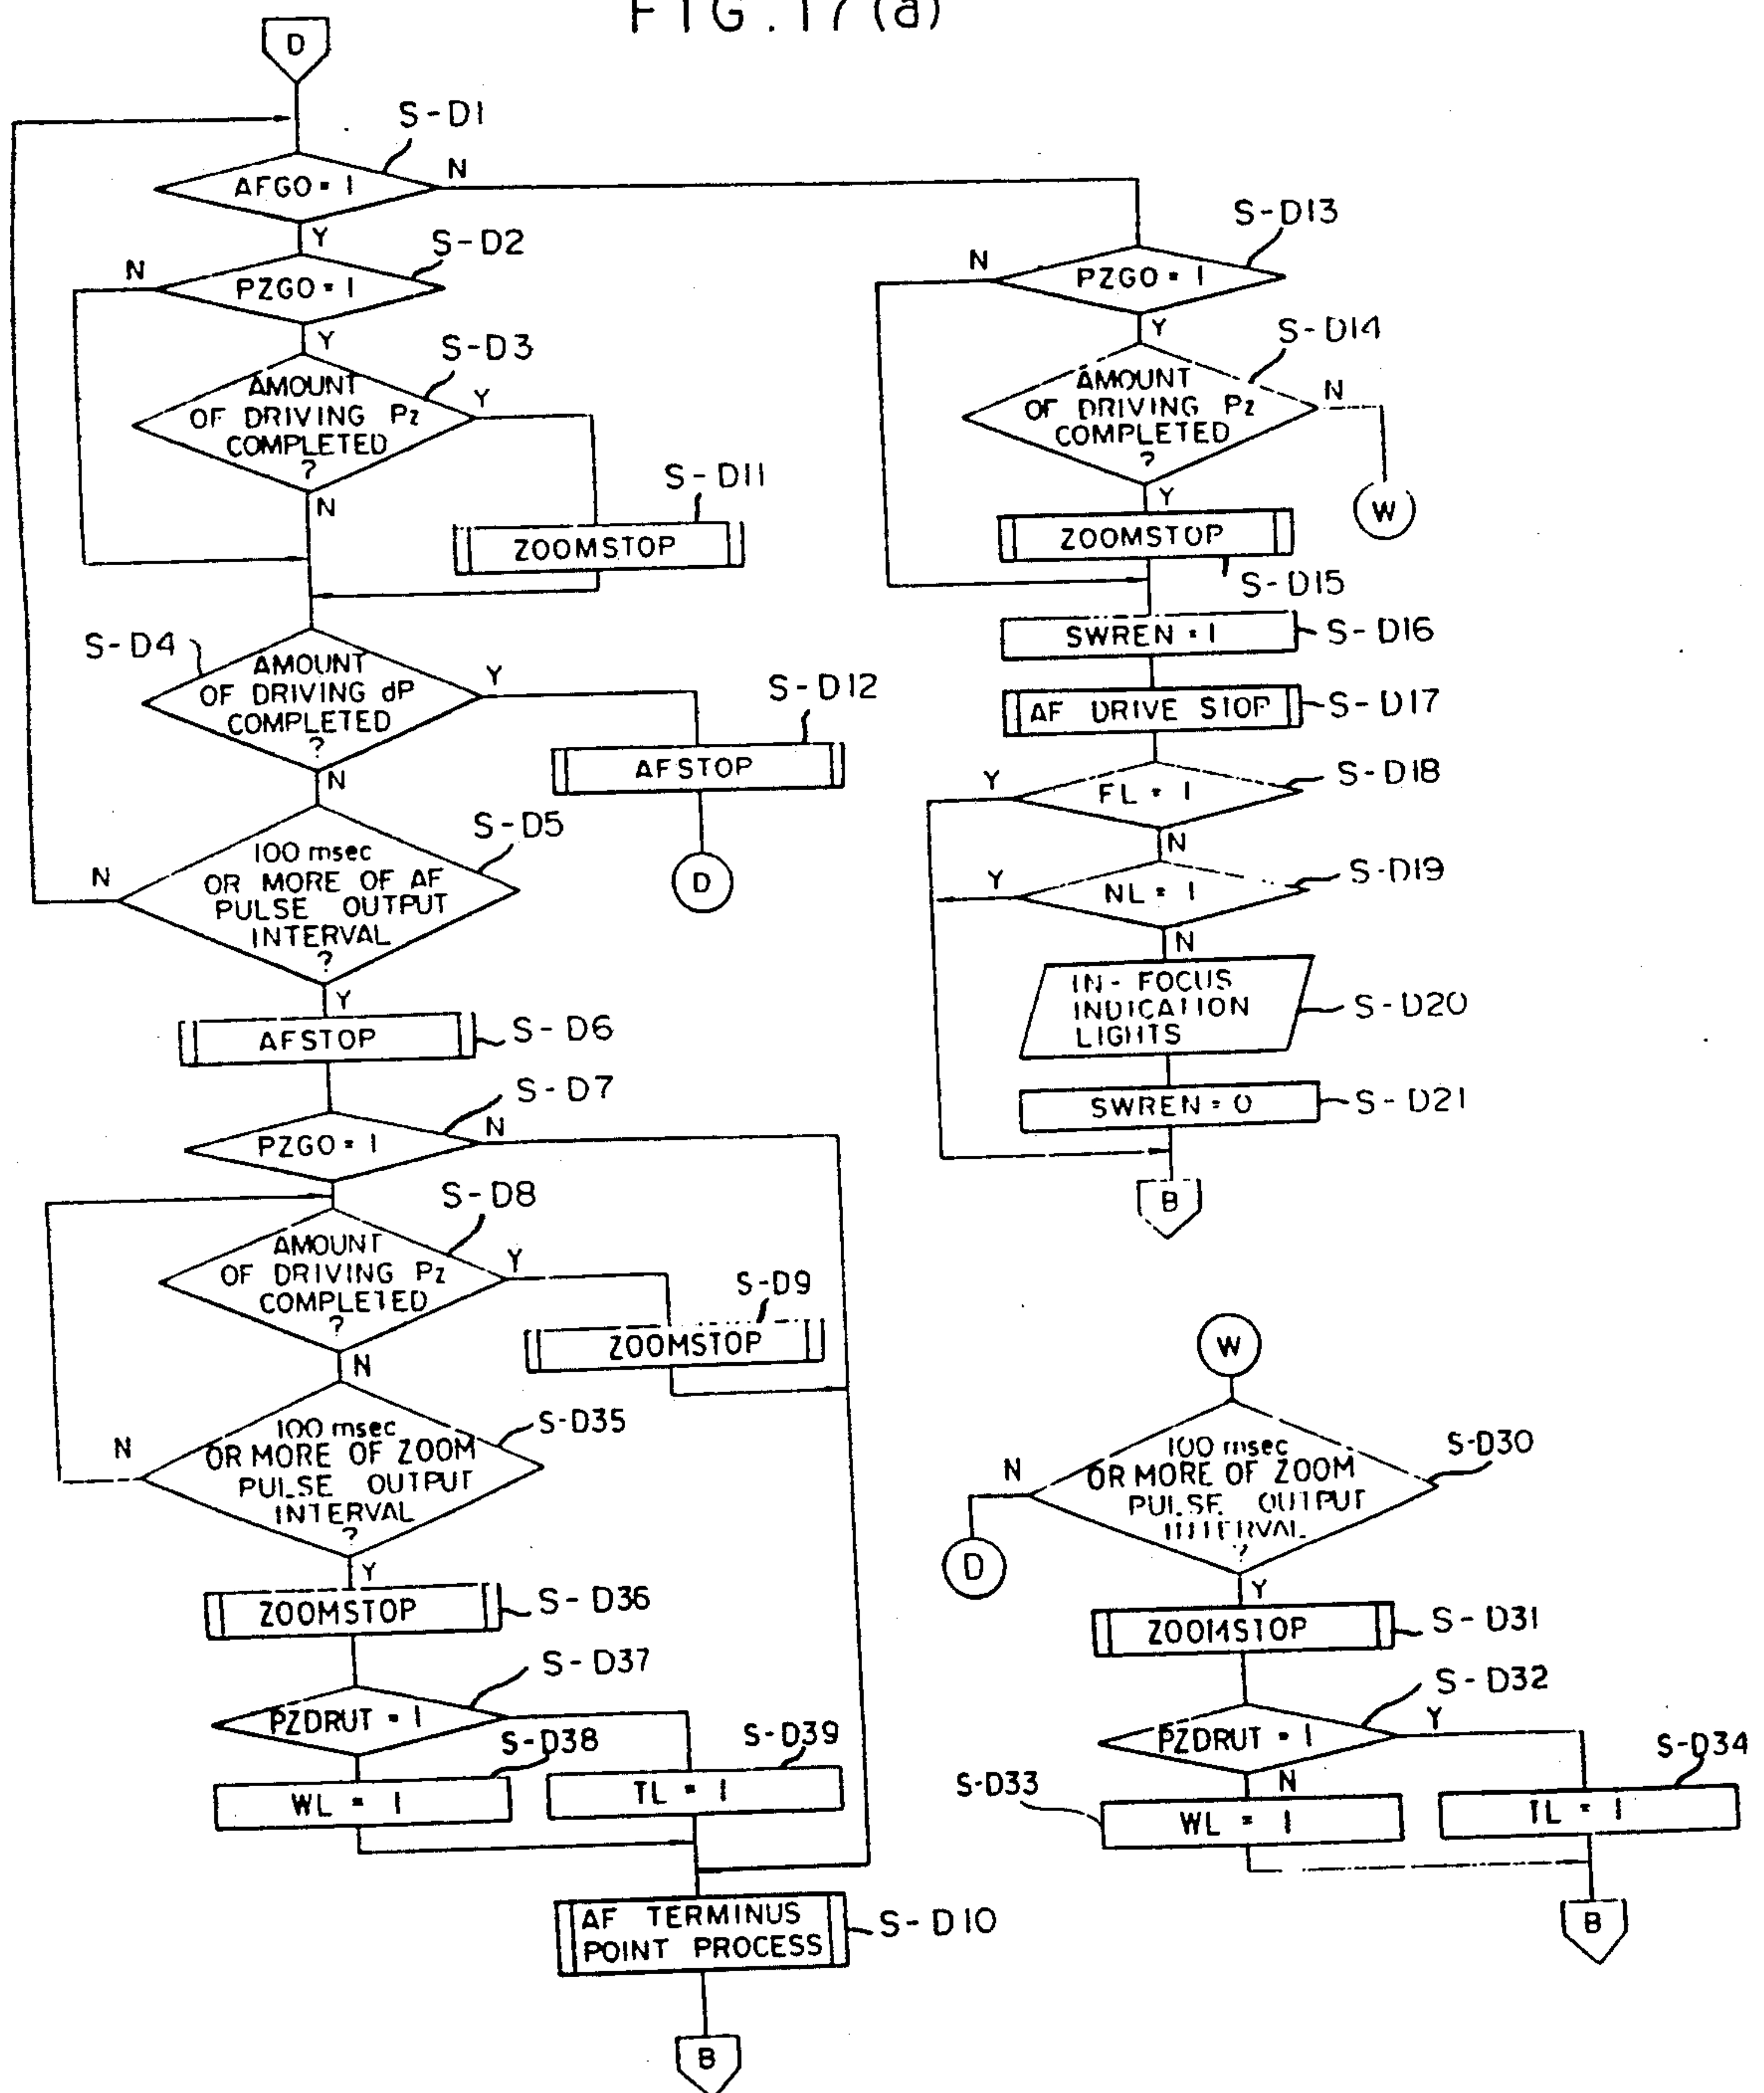 FIG. 17 (a)
D
S-D1
AFGO = 1
N
Y
S-D2
N
PZGO = 1
Y
S-D3
AMOUNT
OF DRIVING Pz
COMPLETED
?
Y
N
S-D11
ZOOMSTOP
S-D4
AMOUNT
OF DRIVING dP
COMPLETED
?
Y
N
S-D12
AFSTOP
D
S-D5
100 msec
OR MORE OF AF
PULSE OUTPUT
INTERVAL
?
N
Y
AFSTOP
S-D6
S-D7
PZGO = 1
N
S-D8
AMOUNT
OF DRIVING Pz
COMPLETED
?
Y
N
S-D9
ZOOMSTOP
S-D35
100 msec
OR MORE OF ZOOM
PULSE OUTPUT
INTERVAL
?
N
Y
ZOOMSTOP
S-D36
S-D37
PZDRUT = 1
S-D38
WL = 1
S-D39
TL = 1
AF TERMINUS
POINT PROCESS
S-D10
B
S-D13
N
PZGO = 1
Y
S-D14
AMOUNT
OF DRIVING Pz
COMPLETED
?
N
W
Y
ZOOMSTOP
S-D15
SWREN = 1
S-D16
AF DRIVE STOP
S-D17
Y
FL = 1
S-D18
N
Y
NL = 1
S-D19
N
IN-FOCUS
INDICATION
LIGHTS
S-D20
SWREN = 0
S-D21
B
W
100 msec
OR MORE OF ZOOM
PULSE OUTPUT
INTERVAL
?
S-D30
N
D
Y
ZOOMSTOP
S-D31
S-D32
PZDRUT = 1
Y
N
S-D33
WL = 1
S-D34
TL = 1
B